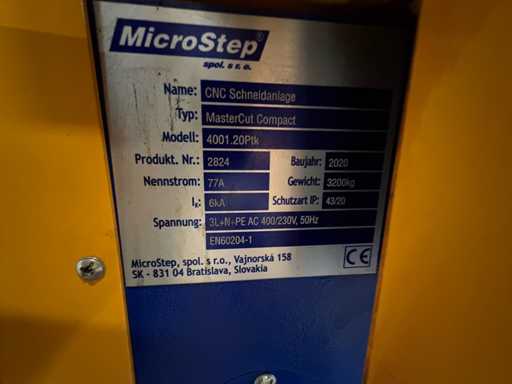 MicroStep®
spol. s r. o.
Name: CNC Schneidanlage
Typ: MasterCut Compact
Modell: 4001.20Ptk
Produkt. Nr.: 2824 Baujahr: 2020
Nennstrom: 77A Gewicht: 3200kg
Ik: 6kA Schutzart IP: 43/20
Spannung: 3L+N+PE AC 400/230V, 50Hz
EN60204-1
MicroStep, spol. s r.o., Vajnorská 158
SK - 831 04 Bratislava, Slovakia
CE